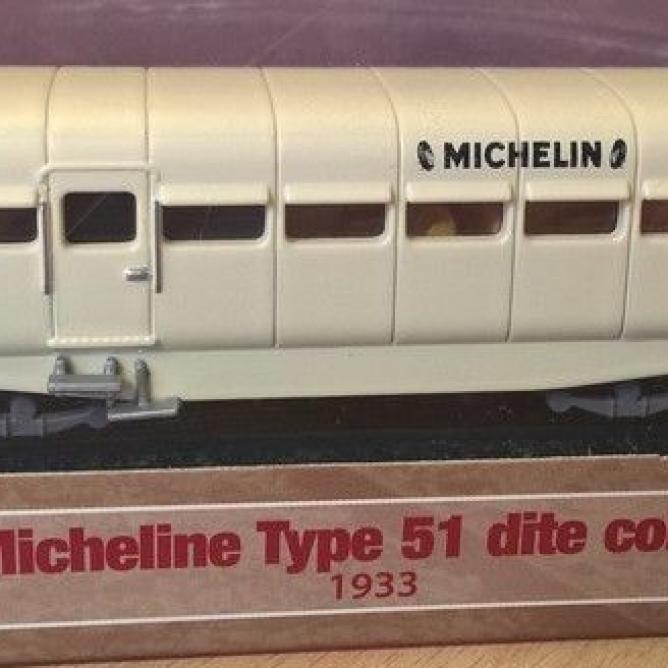 MICHELIN
Micheline Type 51 dite co
1933